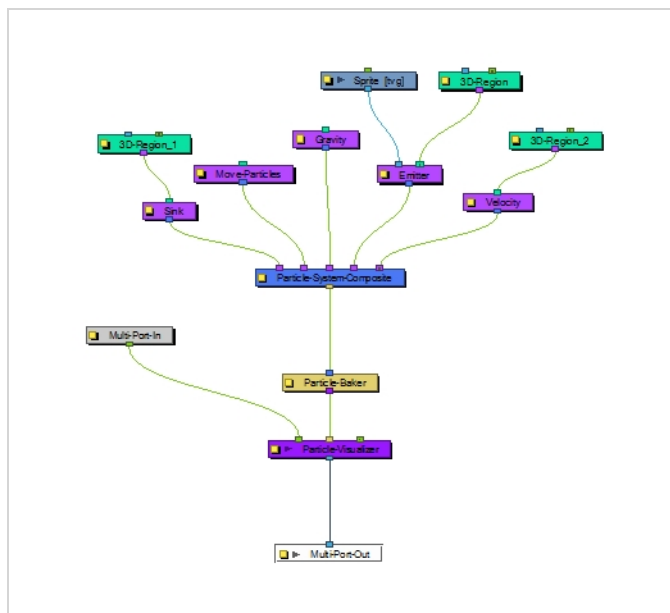 Sprite [tvg]
3D-Region
3D-Region_1
Gravity
3D-Region_2
Move-Particles
Emitter
Sink
Velocity
Particle-System-Composite
Multi-Port-In
Particle-Baker
Particle-Visualizer
Multi-Port-Out